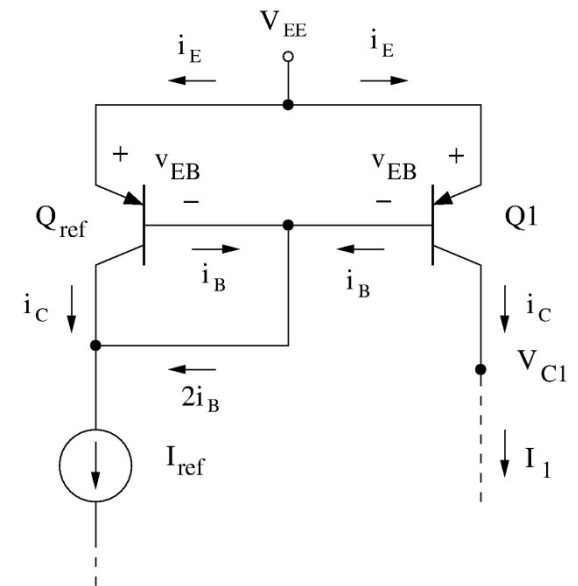 V_EE
i_E
i_E
+
v_EB
−
v_EB
−
+
Q_ref
Q1
i_B
i_B
i_C
i_C
2i_B
V_C1
I_ref
I_1